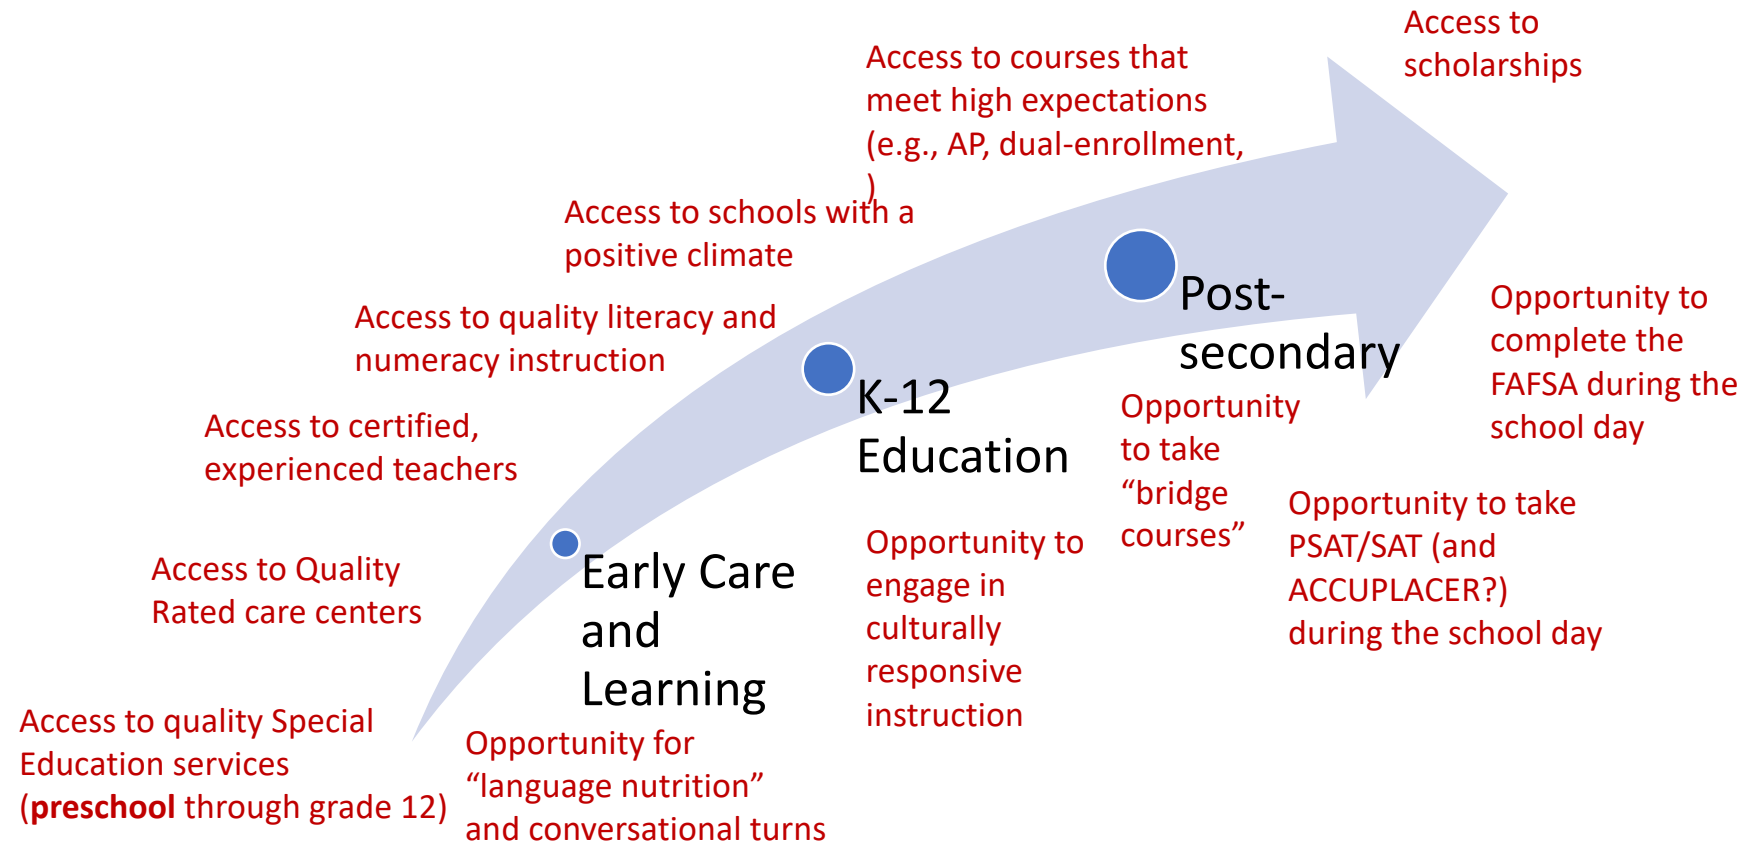 Access to
scholarships
Access to courses that
meet high expectations
(e.g., AP, dual-enrollment,
)
Access to schools with a
positive climate
Access to quality literacy and
numeracy instruction
Access to certified,
experienced teachers
Access to Quality
Rated care centers
Access to quality Special
Education services
(preschool through grade 12)
Early Care
and
Learning
Opportunity for
“language nutrition”
and conversational turns
K-12
Education
Opportunity to
engage in
culturally
responsive
instruction
Post-
secondary
Opportunity
to take
“bridge
courses”
Opportunity to take
PSAT/SAT (and
ACCUPLACER?)
during the school day
Opportunity to
complete the
FAFSA during the
school day